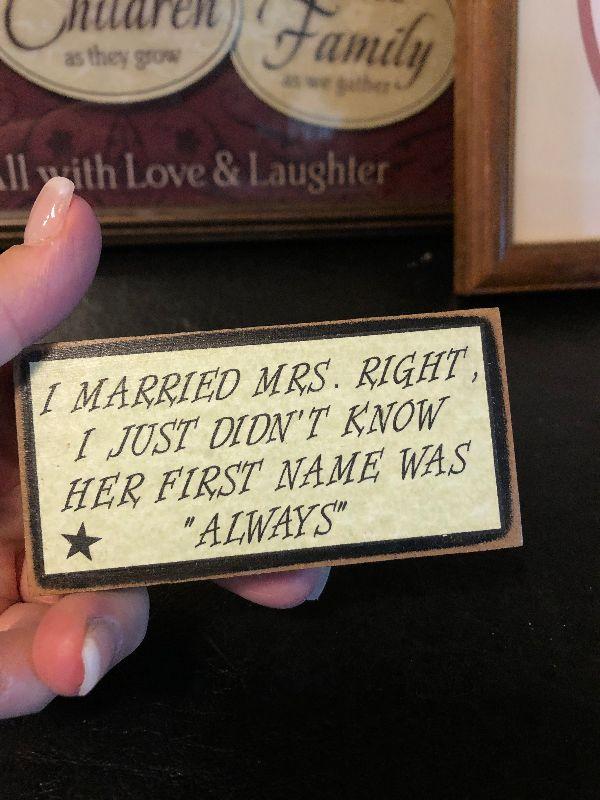 Children
as they grow
Family
as we gather
All with Love & Laughter
I MARRIED MRS. RIGHT,
I JUST DIDN'T KNOW
HER FIRST NAME WAS
"ALWAYS"